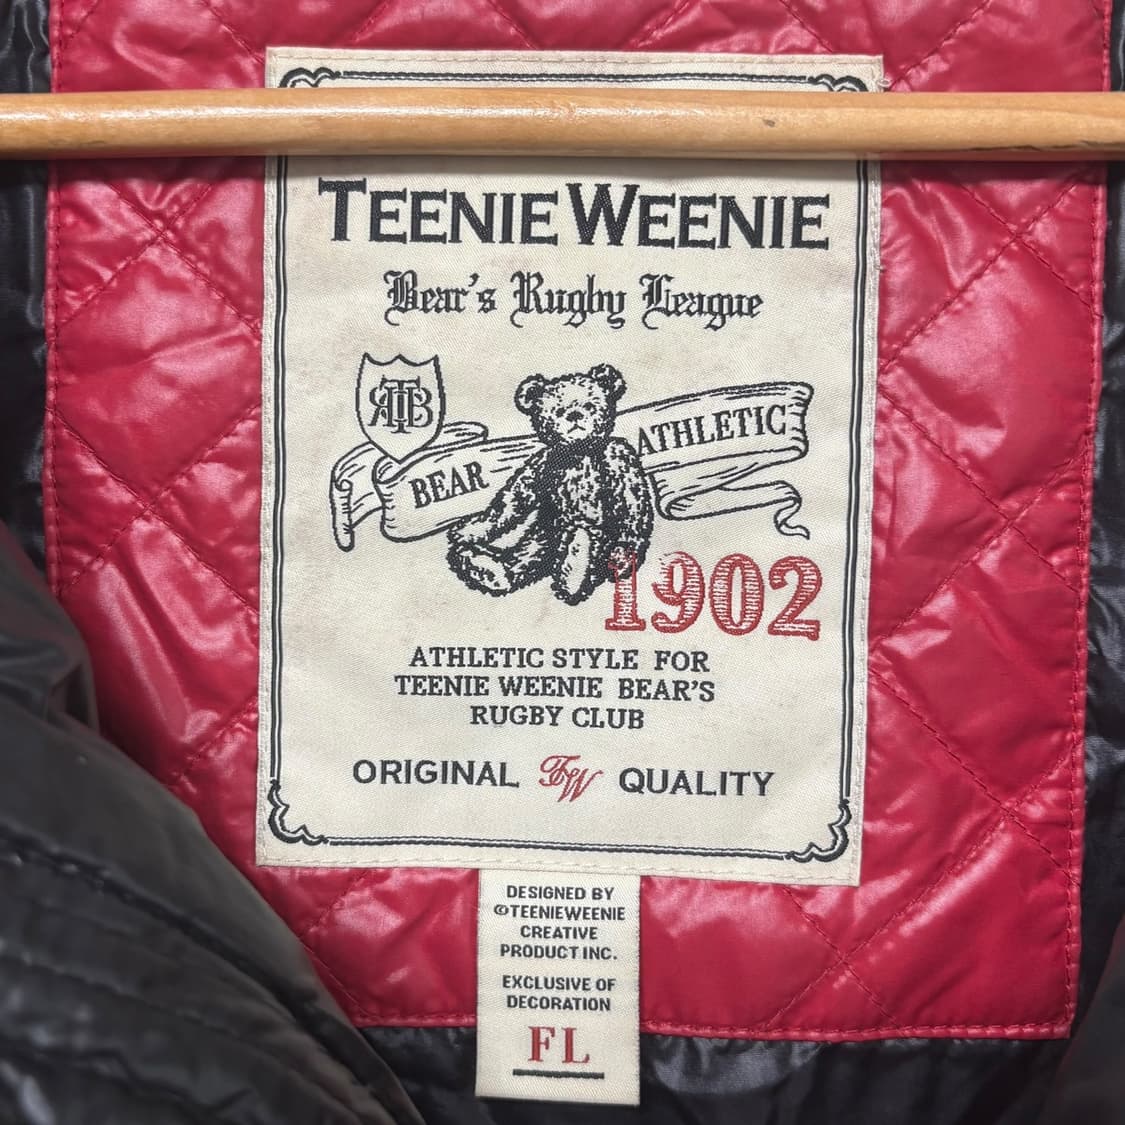 TEENIE WEENIE
Bear's Rugby League
BEAR ATHLETIC
1902
ATHLETIC STYLE FOR
TEENIE WEENIE BEAR'S
RUGBY CLUB
ORIGINAL TW QUALITY
DESIGNED BY
©TEENIEWEENIE
CREATIVE
PRODUCT INC.
EXCLUSIVE OF
DECORATION
FL